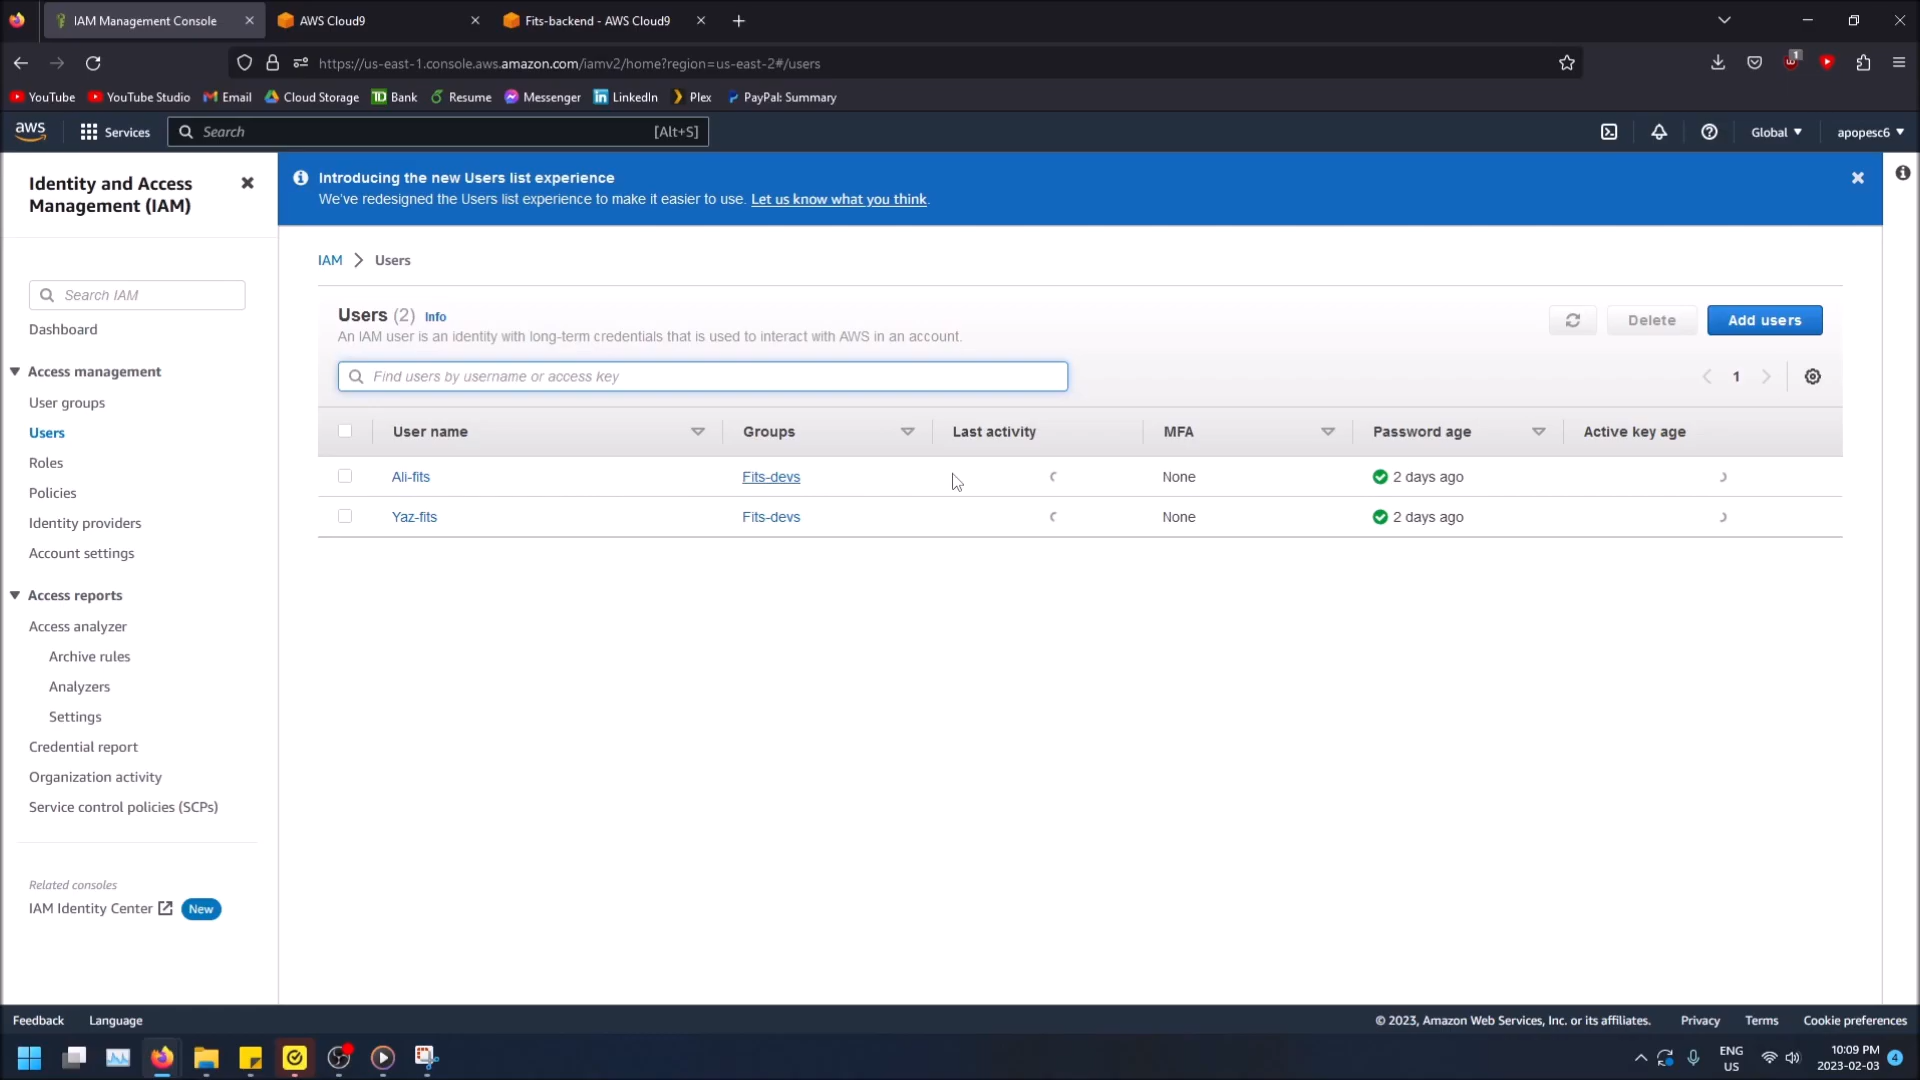 IAM Management Console
AWS Cloud9
Fits-backend - AWS Cloud9
https://us-east-1.console.aws.amazon.com/iamv2/home?region=us-east-2#/users
1
YouTube
YouTube Studio
Email
Cloud Storage
TD Bank
Resume
Messenger
LinkedIn
Plex
PayPal: Summary
aws
Services
Search
[Alt+S]
Global
apopesc6
Identity and Access
Management (IAM)
Introducing the new Users list experience
We've redesigned the Users list experience to make it easier to use. Let us know what you think.
Search IAM
Dashboard
Access management
User groups
Users
Roles
Policies
Identity providers
Account settings
Access reports
Access analyzer
Archive rules
Analyzers
Settings
Credential report
Organization activity
Service control policies (SCPs)
Related consoles
IAM Identity Center New
IAM > Users
Users (2) Info
An IAM user is an identity with long-term credentials that is used to interact with AWS in an account.
Delete
Add users
Find users by username or access key
1
User name Groups Last activity MFA Password age Active key age
Ali-fits Fits-devs None 2 days ago
Yaz-fits Fits-devs None 2 days ago
Feedback
Language
© 2023, Amazon Web Services, Inc. or its affiliates.
Privacy
Terms
Cookie preferences
ENG
US
10:09 PM
2023-02-03
4